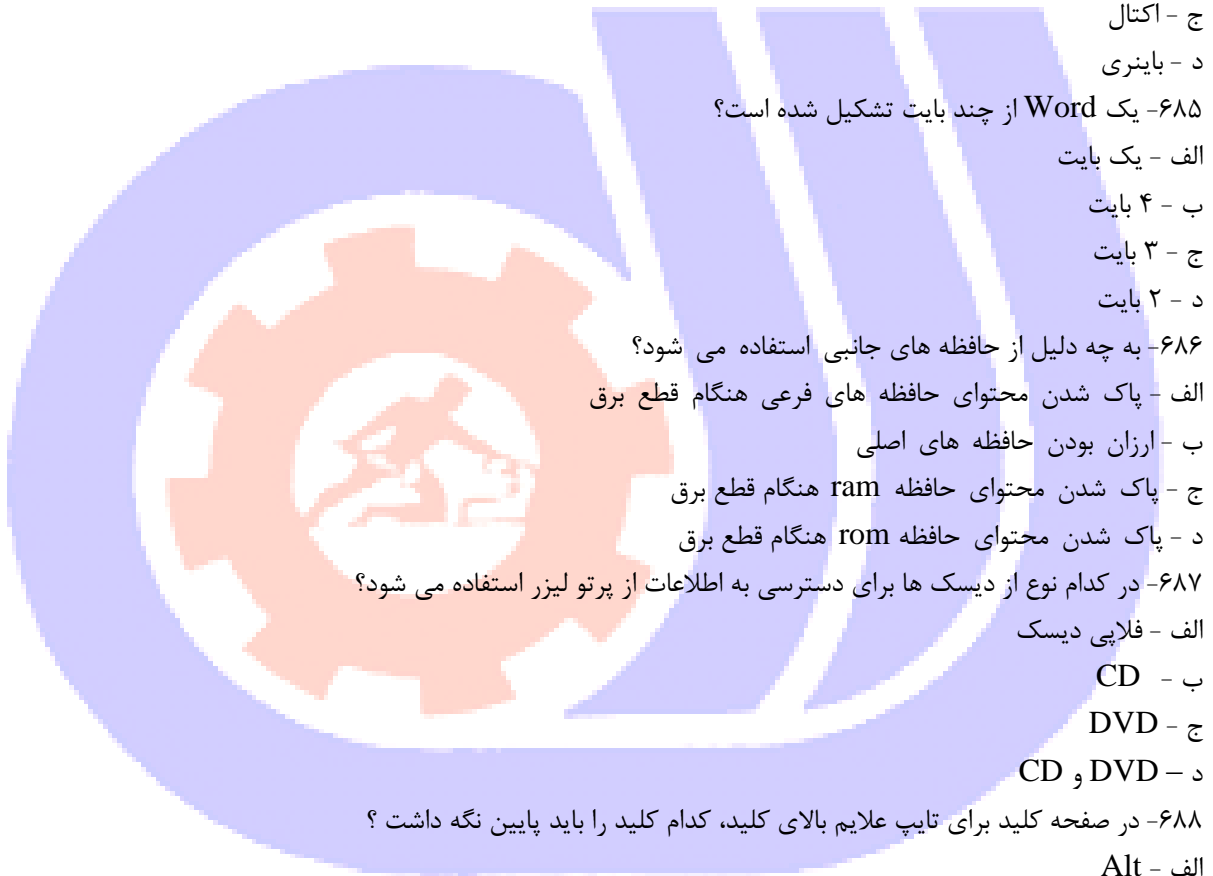 ج - اکتال
د - باینری
۶۸۵- یک Word از چند بایت تشکیل شده است؟
الف - یک بایت
ب - ۴ بایت
ج - ۳ بایت
د - ۲ بایت
۶۸۶- به چه دلیل از حافظه های جانبی استفاده می شود؟
الف - پاک شدن محتوای حافظه های فرعی هنگام قطع برق
ب - ارزان بودن حافظه های اصلی
ج - پاک شدن محتوای حافظه ram هنگام قطع برق
د - پاک شدن محتوای حافظه rom هنگام قطع برق
۶۸۷- در کدام نوع از دیسک ها برای دسترسی به اطلاعات از پرتو لیزر استفاده می شود؟
الف - فلاپی دیسک
ب - CD
ج - DVD
د – DVD و CD
۶۸۸- در صفحه کلید برای تایپ علایم بالای کلید، کدام کلید را باید پایین نگه داشت ؟
الف - Alt